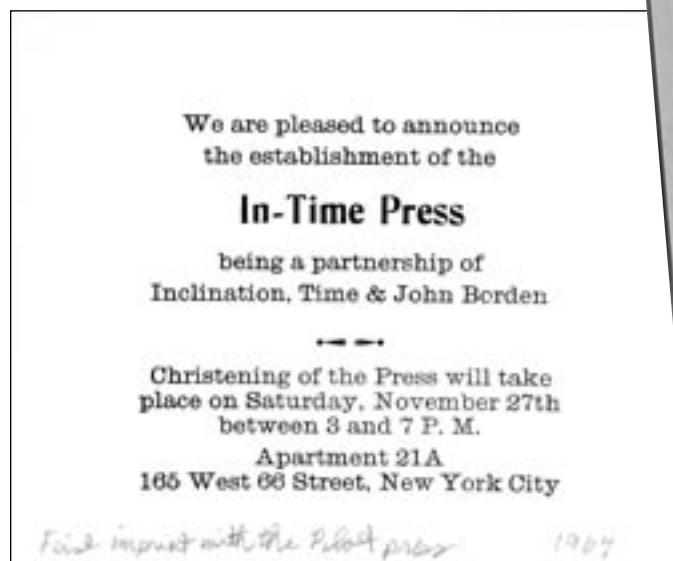 We are pleased to announce
the establishment of the
In-Time Press
being a partnership of
Inclination, Time & John Borden
Christening of the Press will take
place on Saturday, November 27th
between 3 and 7 P. M.
Apartment 21A
165 West 66 Street, New York City
First imprint with the Pilot press 1964